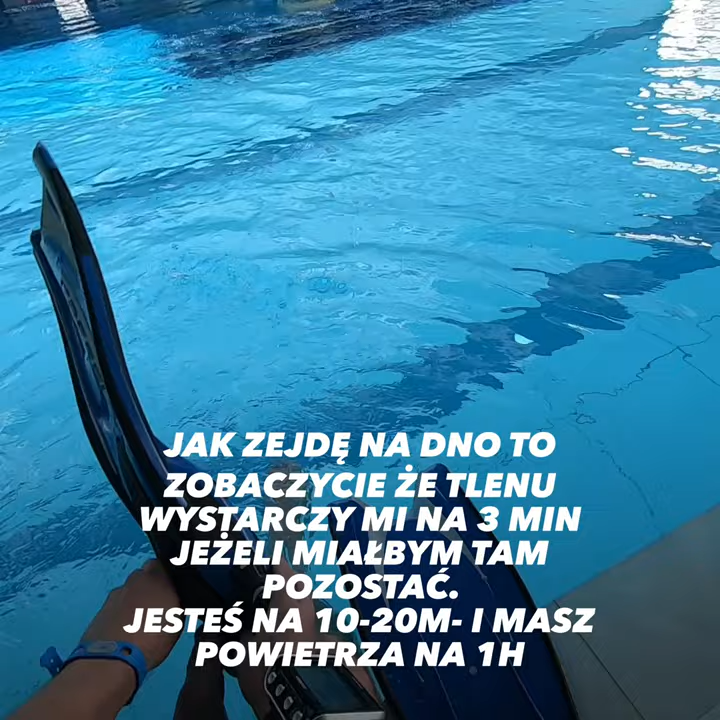 JAK ZEJDĘ NA DNO TO
ZOBACZYCIE ŻE TLENU
WYSTARCZY MI NA 3 MIN
JEŻELI MIAŁBYM TAM
POZOSTAĆ.
JESTEŚ NA 10-20M- I MASZ
POWIETRZA NA 1H